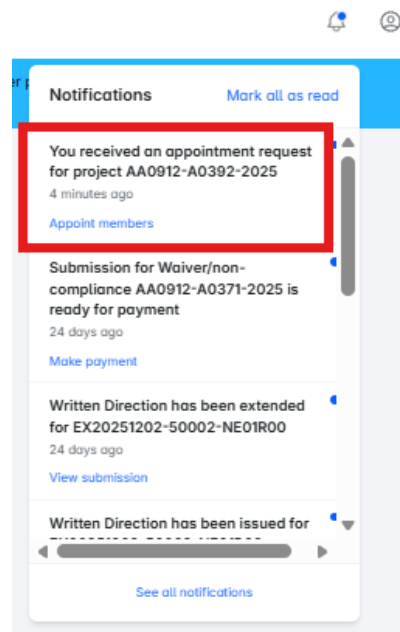 Notifications
Mark all as read
You received an appointment request
for project AA0912-A0392-2025
4 minutes ago
Appoint members
Submission for Waiver/non-
compliance AA0912-A0371-2025 is
ready for payment
24 days ago
Make payment
Written Direction has been extended
for EX20251202-50002-NE01R00
24 days ago
View submission
Written Direction has been issued for
See all notifications